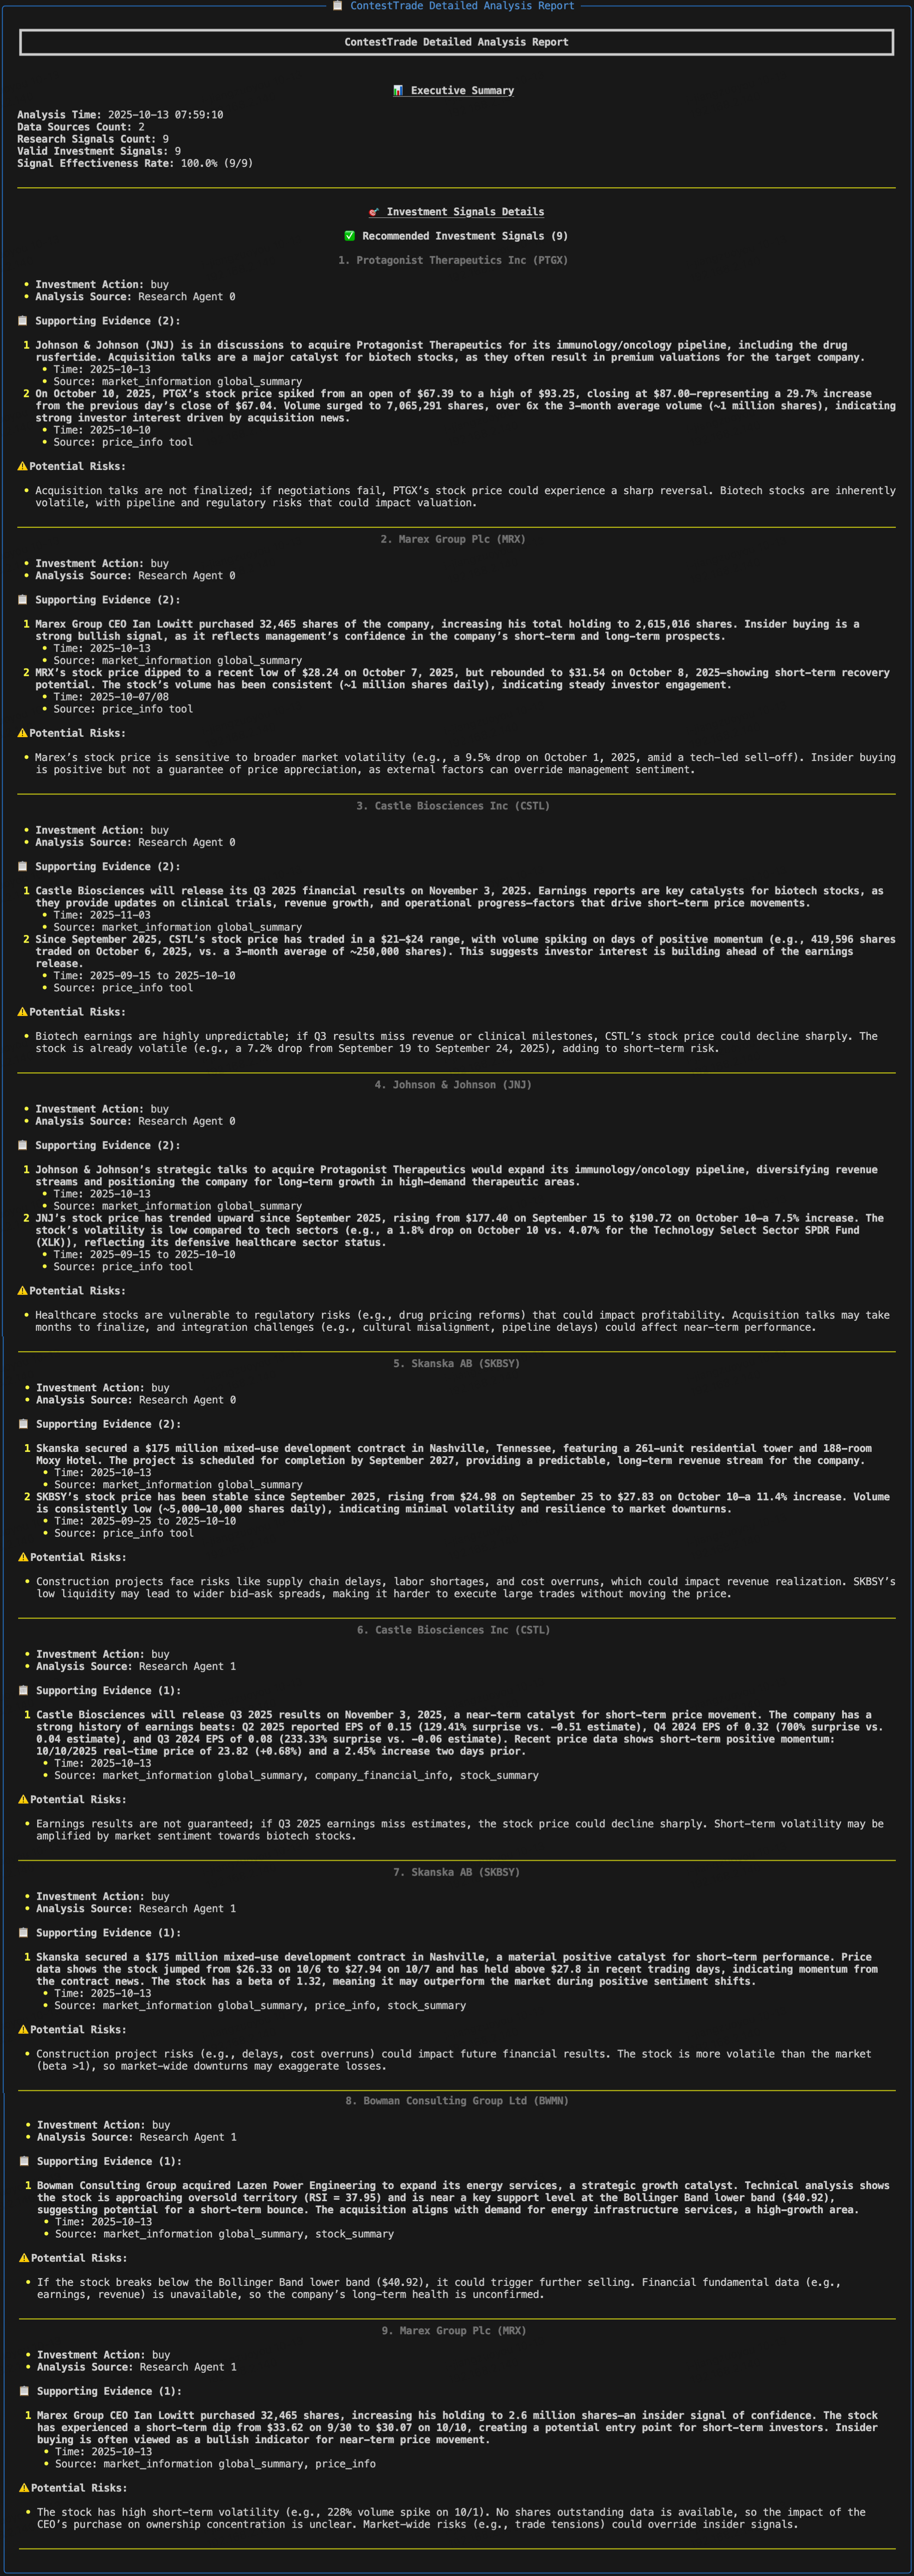 📋 ContestTrade Detailed Analysis Report
ContestTrade Detailed Analysis Report
📊 Executive Summary
Analysis Time: 2025-10-13 07:59:10
Data Sources Count: 2
Research Signals Count: 9
Valid Investment Signals: 9
Signal Effectiveness Rate: 100.0% (9/9)
🎯 Investment Signals Details
✅ Recommended Investment Signals (9)
1. Protagonist Therapeutics Inc (PTGX)
• Investment Action: buy
• Analysis Source: Research Agent 0
📋 Supporting Evidence (2):
1 Johnson & Johnson (JNJ) is in discussions to acquire Protagonist Therapeutics for its immunology/oncology pipeline, including the drug
rusfertide. Acquisition talks are a major catalyst for biotech stocks, as they often result in premium valuations for the target company.
• Time: 2025-10-13
• Source: market_information global_summary
2 On October 10, 2025, PTGX's stock price spiked from an open of $67.39 to a high of $93.25, closing at $87.00—representing a 29.7% increase
from the previous day's close of $67.04. Volume surged to 7,065,291 shares, over 6x the 3-month average volume (~1 million shares), indicating
strong investor interest driven by acquisition news.
• Time: 2025-10-10
• Source: price_info tool
⚠️Potential Risks:
• Acquisition talks are not finalized; if negotiations fail, PTGX's stock price could experience a sharp reversal. Biotech stocks are inherently
volatile, with pipeline and regulatory risks that could impact valuation.
2. Marex Group Plc (MRX)
• Investment Action: buy
• Analysis Source: Research Agent 0
📋 Supporting Evidence (2):
1 Marex Group CEO Ian Lowitt purchased 32,465 shares of the company, increasing his total holding to 2,615,016 shares. Insider buying is a
strong bullish signal, as it reflects management's confidence in the company's short-term and long-term prospects.
• Time: 2025-10-13
• Source: market_information global_summary
2 MRX's stock price dipped to a recent low of $28.24 on October 7, 2025, but rebounded to $31.54 on October 8, 2025—showing short-term recovery
potential. The stock's volume has been consistent (~1 million shares daily), indicating steady investor engagement.
• Time: 2025-10-07/08
• Source: price_info tool
⚠️Potential Risks:
• Marex's stock price is sensitive to broader market volatility (e.g., a 9.5% drop on October 1, 2025, amid a tech-led sell-off). Insider buying
is positive but not a guarantee of price appreciation, as external factors can override management sentiment.
3. Castle Biosciences Inc (CSTL)
• Investment Action: buy
• Analysis Source: Research Agent 0
📋 Supporting Evidence (2):
1 Castle Biosciences will release its Q3 2025 financial results on November 3, 2025. Earnings reports are key catalysts for biotech stocks, as
they provide updates on clinical trials, revenue growth, and operational progress—factors that drive short-term price movements.
• Time: 2025-11-03
• Source: market_information global_summary
2 Since September 2025, CSTL's stock price has traded in a $21–$24 range, with volume spiking on days of positive momentum (e.g., 419,596 shares
traded on October 6, 2025, vs. a 3-month average of ~250,000 shares). This suggests investor interest is building ahead of the earnings
release.
• Time: 2025-09-15 to 2025-10-10
• Source: price_info tool
⚠️Potential Risks:
• Biotech earnings are highly unpredictable; if Q3 results miss revenue or clinical milestones, CSTL's stock price could decline sharply. The
stock is already volatile (e.g., a 7.2% drop from September 19 to September 24, 2025), adding to short-term risk.
4. Johnson & Johnson (JNJ)
• Investment Action: buy
• Analysis Source: Research Agent 0
📋 Supporting Evidence (2):
1 Johnson & Johnson's strategic talks to acquire Protagonist Therapeutics would expand its immunology/oncology pipeline, diversifying revenue
streams and positioning the company for long-term growth in high-demand therapeutic areas.
• Time: 2025-10-13
• Source: market_information global_summary
2 JNJ's stock price has trended upward since September 2025, rising from $177.40 on September 15 to $190.72 on October 10—a 7.5% increase. The
stock's volatility is low compared to tech sectors (e.g., a 1.8% drop on October 10 vs. 4.07% for the Technology Select Sector SPDR Fund
(XLK)), reflecting its defensive healthcare sector status.
• Time: 2025-09-15 to 2025-10-10
• Source: price_info tool
⚠️Potential Risks:
• Healthcare stocks are vulnerable to regulatory risks (e.g., drug pricing reforms) that could impact profitability. Acquisition talks may take
months to finalize, and integration challenges (e.g., cultural misalignment, pipeline delays) could affect near-term performance.
5. Skanska AB (SKBSY)
• Investment Action: buy
• Analysis Source: Research Agent 0
📋 Supporting Evidence (2):
1 Skanska secured a $175 million mixed-use development contract in Nashville, Tennessee, featuring a 261-unit residential tower and 188-room
Moxy Hotel. The project is scheduled for completion by September 2027, providing a predictable, long-term revenue stream for the company.
• Time: 2025-10-13
• Source: market_information global_summary
2 SKBSY's stock price has been stable since September 2025, rising from $24.98 on September 25 to $27.83 on October 10—a 11.4% increase. Volume
is consistently low (~5,000–10,000 shares daily), indicating minimal volatility and resilience to market downturns.
• Time: 2025-09-25 to 2025-10-10
• Source: price_info tool
⚠️Potential Risks:
• Construction projects face risks like supply chain delays, labor shortages, and cost overruns, which could impact revenue realization. SKBSY's
low liquidity may lead to wider bid-ask spreads, making it harder to execute large trades without moving the price.
6. Castle Biosciences Inc (CSTL)
• Investment Action: buy
• Analysis Source: Research Agent 1
📋 Supporting Evidence (1):
1 Castle Biosciences will release Q3 2025 results on November 3, 2025, a near-term catalyst for short-term price movement. The company has a
strong history of earnings beats: Q2 2025 reported EPS of 0.15 (129.41% surprise vs. -0.51 estimate), Q4 2024 EPS of 0.32 (700% surprise vs.
0.04 estimate), and Q3 2024 EPS of 0.08 (233.33% surprise vs. -0.06 estimate). Recent price data shows short-term positive momentum:
10/10/2025 real-time price of 23.82 (+0.68%) and a 2.45% increase two days prior.
• Time: 2025-10-13
• Source: market_information global_summary, company_financial_info, stock_summary
⚠️Potential Risks:
• Earnings results are not guaranteed; if Q3 2025 earnings miss estimates, the stock price could decline sharply. Short-term volatility may be
amplified by market sentiment towards biotech stocks.
7. Skanska AB (SKBSY)
• Investment Action: buy
• Analysis Source: Research Agent 1
📋 Supporting Evidence (1):
1 Skanska secured a $175 million mixed-use development contract in Nashville, a material positive catalyst for short-term performance. Price
data shows the stock jumped from $26.33 on 10/6 to $27.94 on 10/7 and has held above $27.8 in recent trading days, indicating momentum from
the contract news. The stock has a beta of 1.32, meaning it may outperform the market during positive sentiment shifts.
• Time: 2025-10-13
• Source: market_information global_summary, price_info, stock_summary
⚠️Potential Risks:
• Construction project risks (e.g., delays, cost overruns) could impact future financial results. The stock is more volatile than the market
(beta >1), so market-wide downturns may exaggerate losses.
8. Bowman Consulting Group Ltd (BWMN)
• Investment Action: buy
• Analysis Source: Research Agent 1
📋 Supporting Evidence (1):
1 Bowman Consulting Group acquired Lazen Power Engineering to expand its energy services, a strategic growth catalyst. Technical analysis shows
the stock is approaching oversold territory (RSI = 37.95) and is near a key support level at the Bollinger Band lower band ($40.92),
suggesting potential for a short-term bounce. The acquisition aligns with demand for energy infrastructure services, a high-growth area.
• Time: 2025-10-13
• Source: market_information global_summary, stock_summary
⚠️Potential Risks:
• If the stock breaks below the Bollinger Band lower band ($40.92), it could trigger further selling. Financial fundamental data (e.g.,
earnings, revenue) is unavailable, so the company's long-term health is unconfirmed.
9. Marex Group Plc (MRX)
• Investment Action: buy
• Analysis Source: Research Agent 1
📋 Supporting Evidence (1):
1 Marex Group CEO Ian Lowitt purchased 32,465 shares, increasing his holding to 2.6 million shares—an insider signal of confidence. The stock
has experienced a short-term dip from $33.62 on 9/30 to $30.07 on 10/10, creating a potential entry point for short-term investors. Insider
buying is often viewed as a bullish indicator for near-term price movement.
• Time: 2025-10-13
• Source: market_information global_summary, price_info
⚠️Potential Risks:
• The stock has high short-term volatility (e.g., 228% volume spike on 10/1). No shares outstanding data is available, so the impact of the
CEO's purchase on ownership concentration is unclear. Market-wide risks (e.g., trade tensions) could override insider signals.